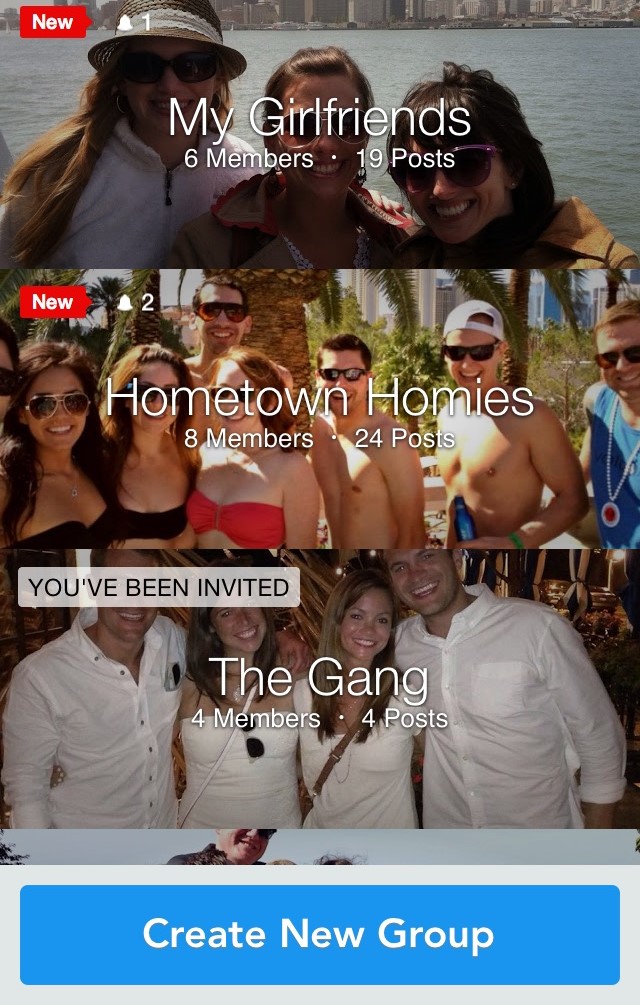 New 1
My Girlfriends
6 Members · 19 Posts
New 2
Hometown Homies
8 Members · 24 Posts
YOU'VE BEEN INVITED
The Gang
4 Members · 4 Posts
Create New Group